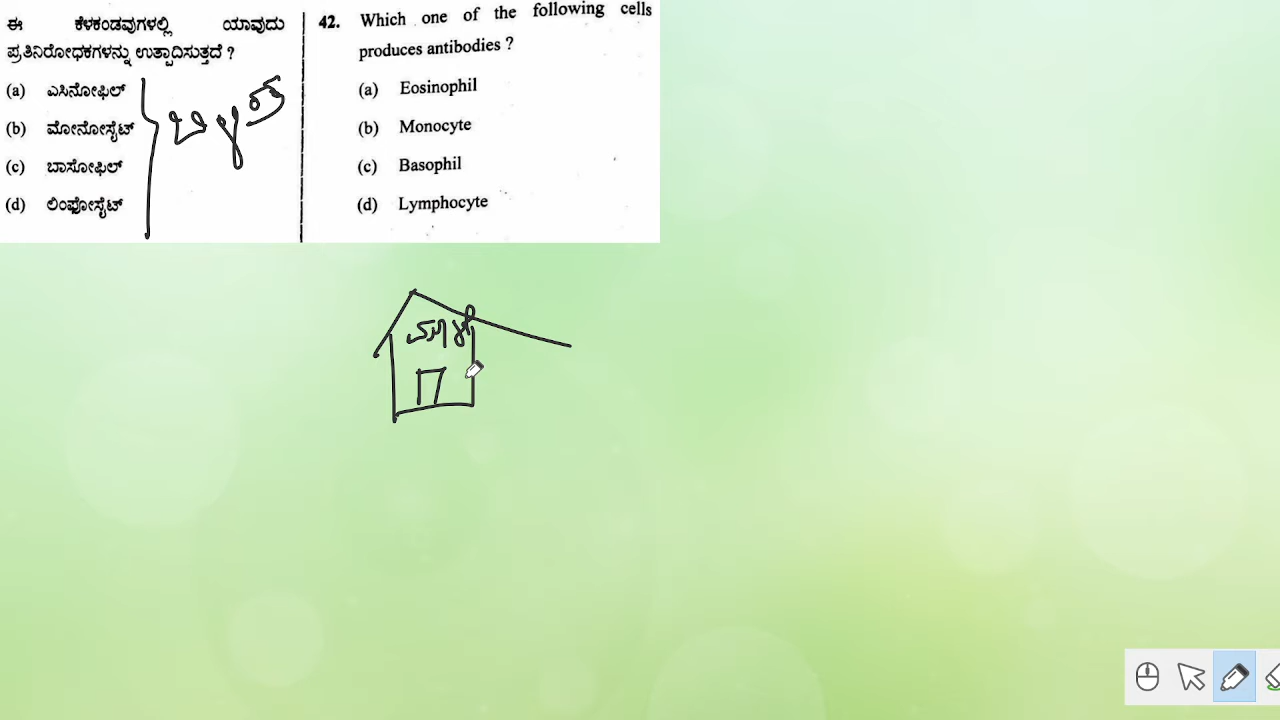 ಈ ಕೆಳಕಂಡವುಗಳಲ್ಲಿ ಯಾವುದು
ಪ್ರತಿನಿರೋಧಕಗಳನ್ನು ಉತ್ಪಾದಿಸುತ್ತದೆ ?
(a) ಎಸಿನೋಫಿಲ್
(b) ಮೋನೋಸೈಟ್
(c) ಬಾಸೋಫಿಲ್
(d) ಲಿಂಫೋಸೈಟ್
42. Which one of the following cells
produces antibodies ?
(a) Eosinophil
(b) Monocyte
(c) Basophil
(d) Lymphocyte